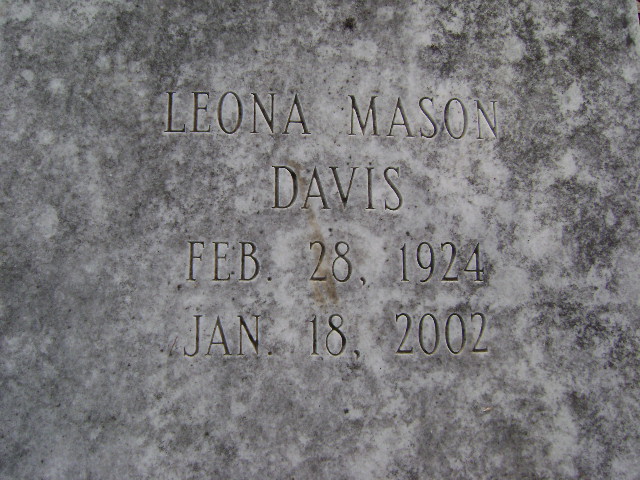 LEONA MASON
DAVIS
FEB. 28, 1924
JAN. 18, 2002